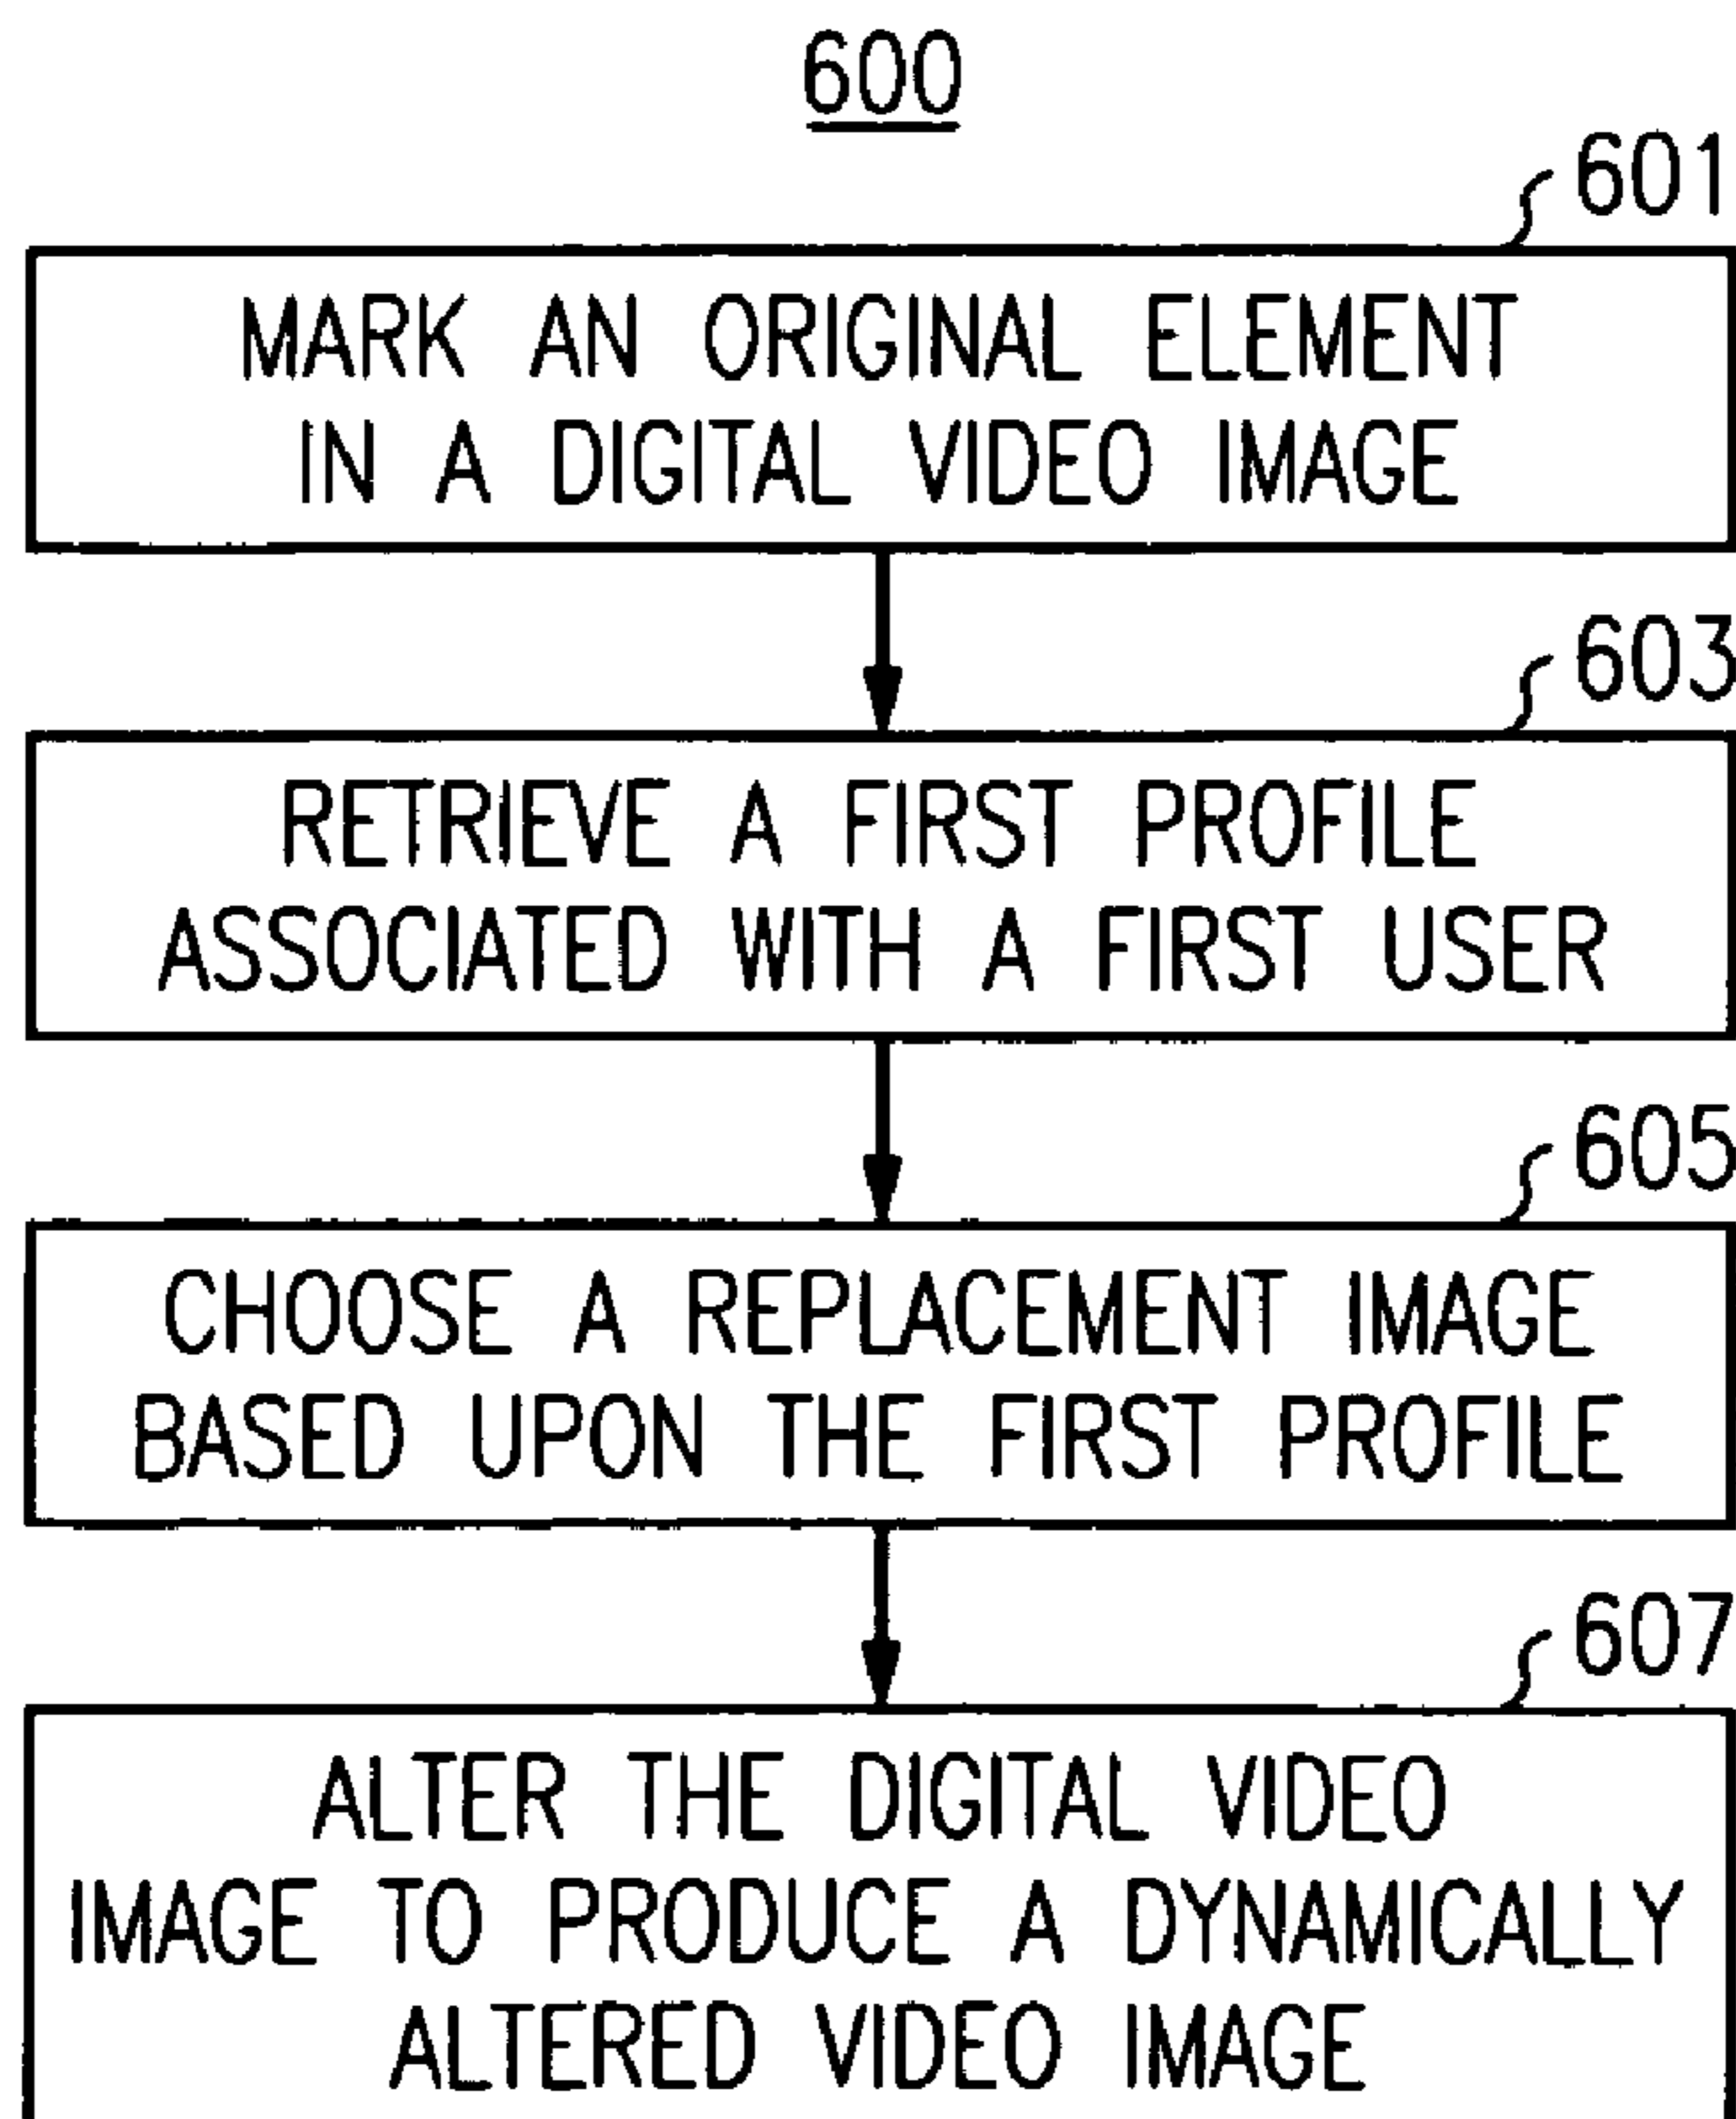 600
601
MARK AN ORIGINAL ELEMENT
IN A DIGITAL VIDEO IMAGE
603
RETRIEVE A FIRST PROFILE
ASSOCIATED WITH A FIRST USER
605
CHOOSE A REPLACEMENT IMAGE
BASED UPON THE FIRST PROFILE
607
ALTER THE DIGITAL VIDEO
IMAGE TO PRODUCE A DYNAMICALLY
ALTERED VIDEO IMAGE